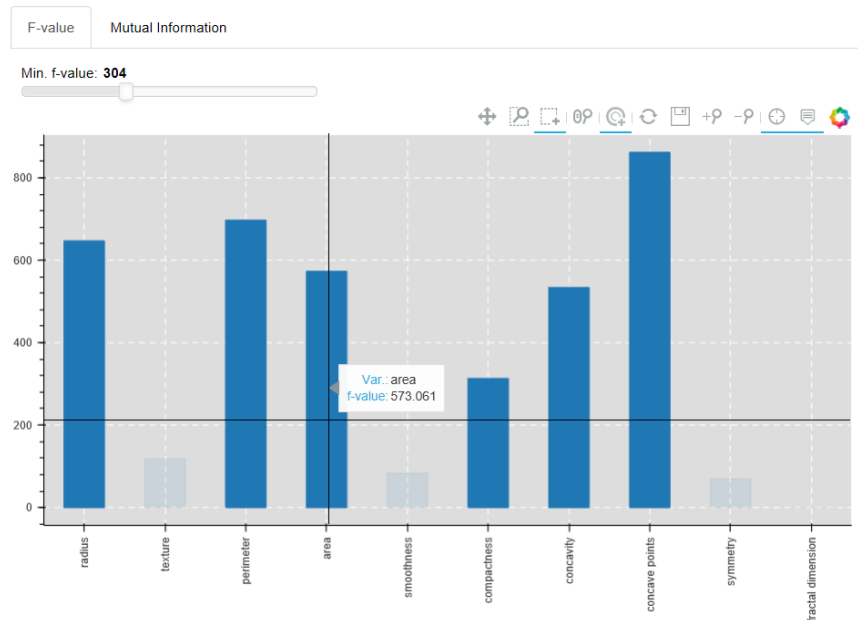 F-value
Mutual Information
Min. f-value: 304
800
600
400
200
0
Var.: area
f-value: 573.061
radius
texture
perimeter
area
smoothness
compactness
concavity
concave points
symmetry
fractal dimension